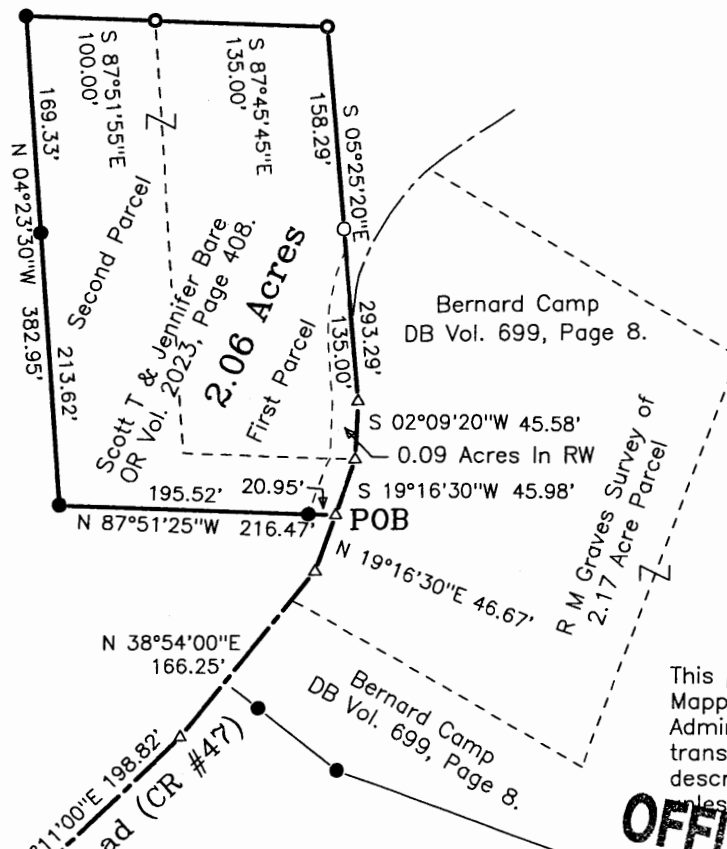 S 87°51'55"E
100.00'
S 87°45'45"E
135.00'
169.33'
158.29'
S 05°25'20"E
N 04°23'30"W 382.95'
Second Parcel
213.62'
Scott T & Jennifer Bare
OR Vol. 2023, Page 408.
2.06 Acres
First Parcel
293.29'
135.00'
Bernard Camp
DB Vol. 699, Page 8.
S 02°09'20"W 45.58'
0.09 Acres In RW
195.52'
20.95'
S 19°16'30"W 45.98'
N 87°51'25"W 216.47'
POB
N 19°16'30"E 46.67'
R M Graves Survey of
2.17 Acre Parcel
N 38°54'00"E
166.25'
Bernard Camp
DB Vol. 699, Page 8.
11'00"E 198.82'
ad (CR #47)
This
Mapp
Admin
trans
descr